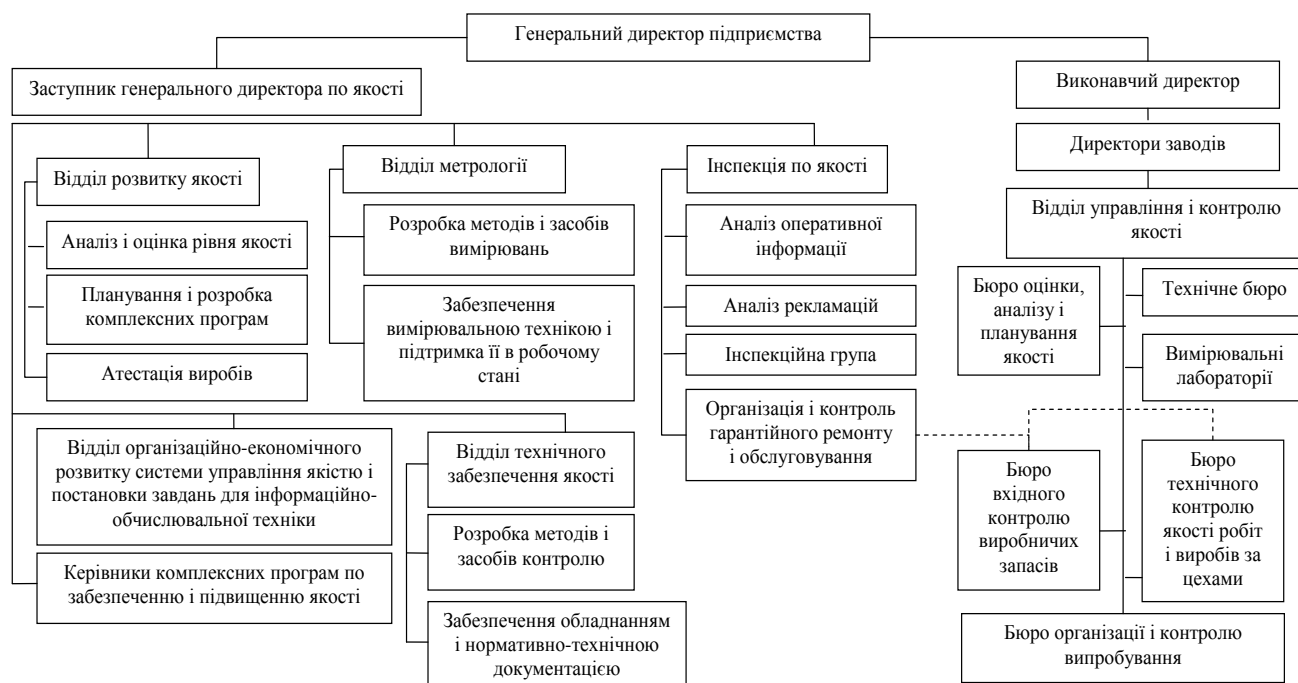 Генеральний директор підприємства
Заступник генерального директора по якості
Виконавчий
директор
Директори заводів
Відділ розвитку якості
Відділ метрології
Інспекція по якості
Відділ управління і контролю
якості
Аналіз і оцінка рівня якості
Планування і розробка
комплексних програм
Атестація виробів
Розробка методів і засобів
вимірювань
Забезпечення
вимірювальною технікою і
підтримка її в робочому
стані
Аналіз оперативної
інформації
Аналіз рекламацій
Інспекційна група
Організація і контроль
гарантійного ремонту
і обслуговування
Бюро оцінки,
аналізу і
планування
якості
Технічне бюро
Вимірювальні
лабораторії
Відділ організаційно-економічного
розвитку системи управління якістю і
постановки завдань для інформаційно-
обчислювальної техніки
Керівники комплексних програм по
забезпеченню і підвищенню якості
Відділ технічного
забезпечення якості
Розробка методів і
засобів контролю
Забезпечення обладнанням
і нормативно-технічною
документацією
Бюро
вхідного
контролю
виробничих
запасів
Бюро
технічного
контролю
якості робіт
і виробів за
цехами
Бюро організації і контролю
випробування